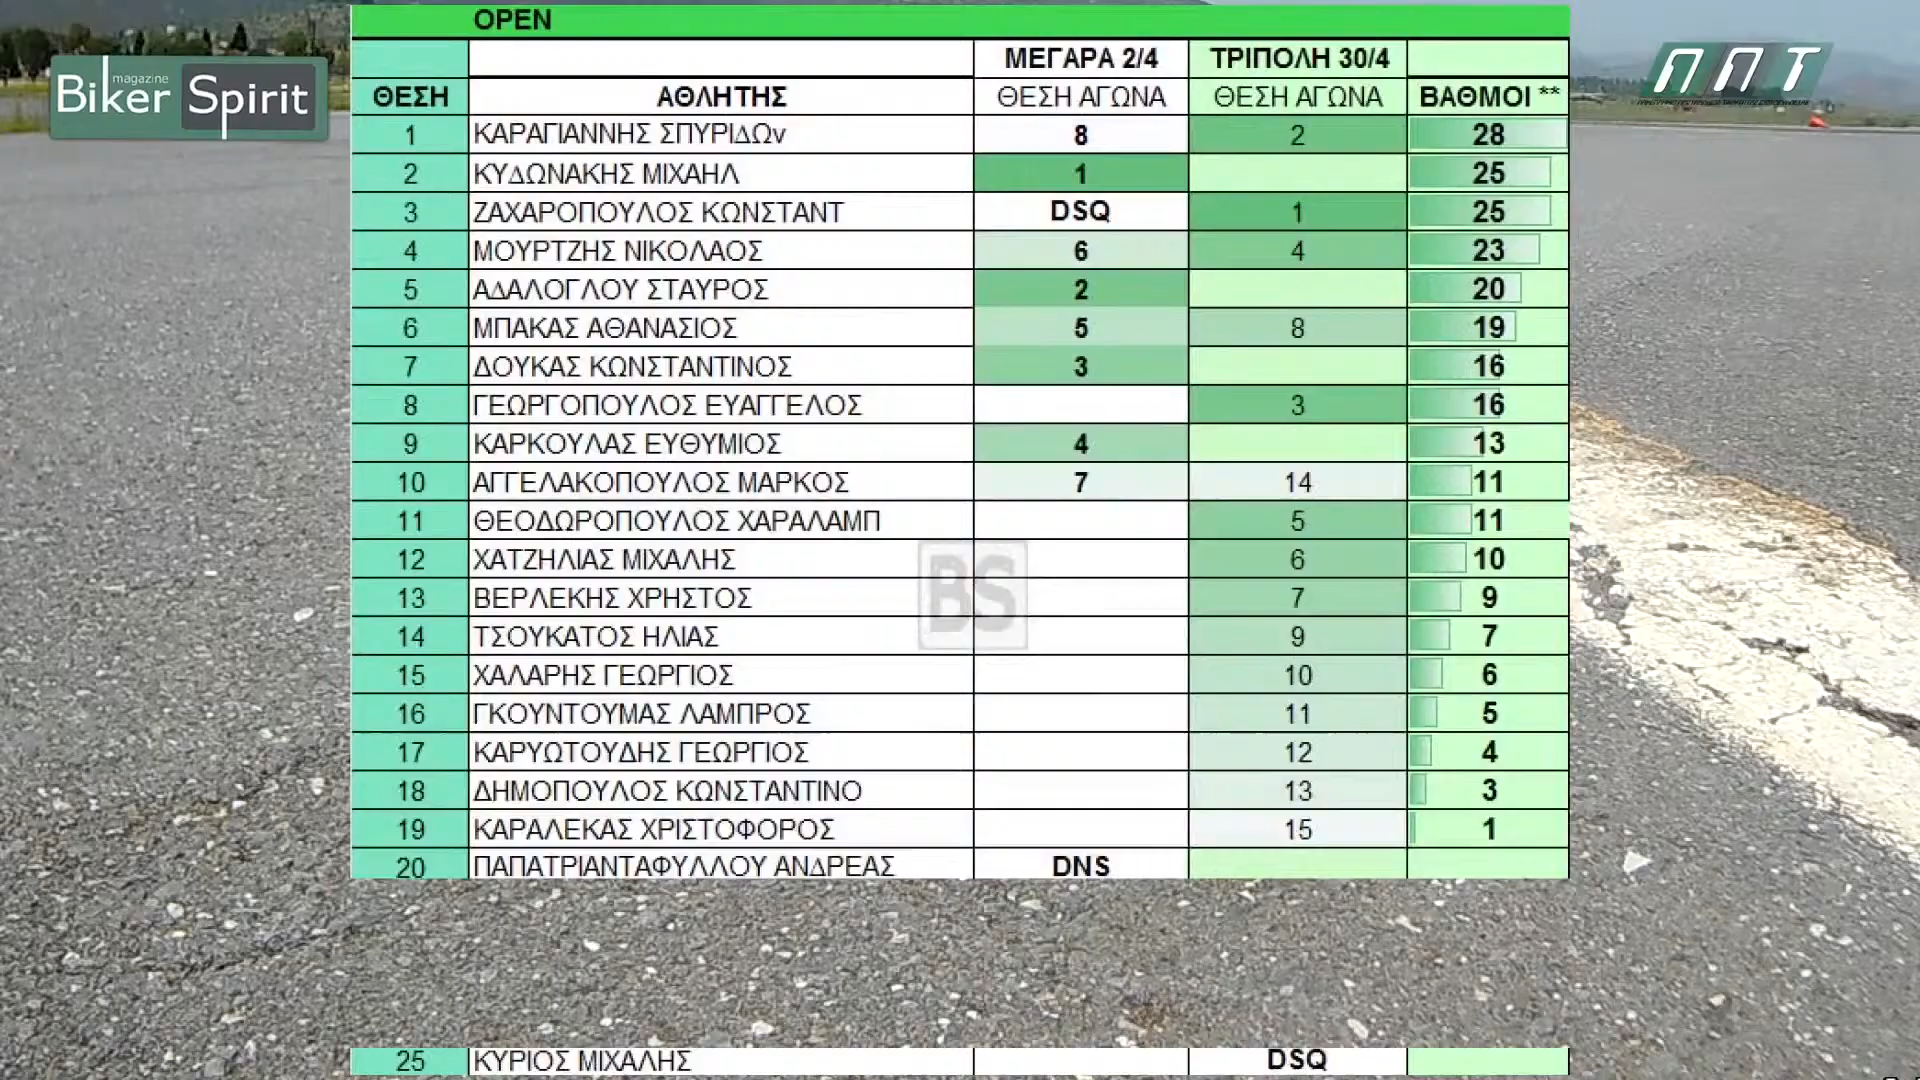 OPEN
ΜΕΓΑΡΑ 2/4 ΤΡΙΠΟΛΗ 30/4
ΘΕΣΗ ΑΘΛΗΤΗΣ ΘΕΣΗ ΑΓΩΝΑ ΘΕΣΗ ΑΓΩΝΑ ΒΑΘΜΟΙ **
magazine
Biker Spirit
ΠΠΤ
1 ΚΑΡΑΓΙΑΝΝΗΣ ΣΠΥΡΙΔΩν 8 2 28
2 ΚΥΔΩΝΑΚΗΣ ΜΙΧΑΗΛ 1 25
3 ΖΑΧΑΡΟΠΟΥΛΟΣ ΚΩΝΣΤΑΝΤ DSQ 1 25
4 ΜΟΥΡΤΖΗΣ ΝΙΚΟΛΑΟΣ 6 4 23
5 ΑΔΑΛΟΓΛΟΥ ΣΤΑΥΡΟΣ 2 20
6 ΜΠΑΚΑΣ ΑΘΑΝΑΣΙΟΣ 5 8 19
7 ΔΟΥΚΑΣ ΚΩΝΣΤΑΝΤΙΝΟΣ 3 16
8 ΓΕΩΡΓΟΠΟΥΛΟΣ ΕΥΑΓΓΕΛΟΣ 3 16
9 ΚΑΡΚΟΥΛΑΣ ΕΥΘΥΜΙΟΣ 4 13
10 ΑΓΓΕΛΑΚΟΠΟΥΛΟΣ ΜΑΡΚΟΣ 7 14 11
11 ΘΕΟΔΩΡΟΠΟΥΛΟΣ ΧΑΡΑΛΑΜΠ 5 11
12 ΧΑΤΖΗΛΙΑΣ ΜΙΧΑΛΗΣ 6 10
13 ΒΕΡΛΕΚΗΣ ΧΡΗΣΤΟΣ 7 9
BS
14 ΤΣΟΥΚΑΤΟΣ ΗΛΙΑΣ 9 7
15 ΧΑΛΑΡΗΣ ΓΕΩΡΓΙΟΣ 10 6
16 ΓΚΟΥΝΤΟΥΜΑΣ ΛΑΜΠΡΟΣ 11 5
17 ΚΑΡΥΩΤΟΥΔΗΣ ΓΕΩΡΓΙΟΣ 12 4
18 ΔΗΜΟΠΟΥΛΟΣ ΚΩΝΣΤΑΝΤΙΝΟ 13 3
19 ΚΑΡΑΛΕΚΑΣ ΧΡΙΣΤΟΦΟΡΟΣ 15 1
20 ΠΑΠΑΤΡΙΑΝΤΑΦΥΛΛΟΥ ΑΝΔΡΕΑΣ DNS
25 ΚΥΡΙΟΣ ΜΙΧΑΛΗΣ DSQ